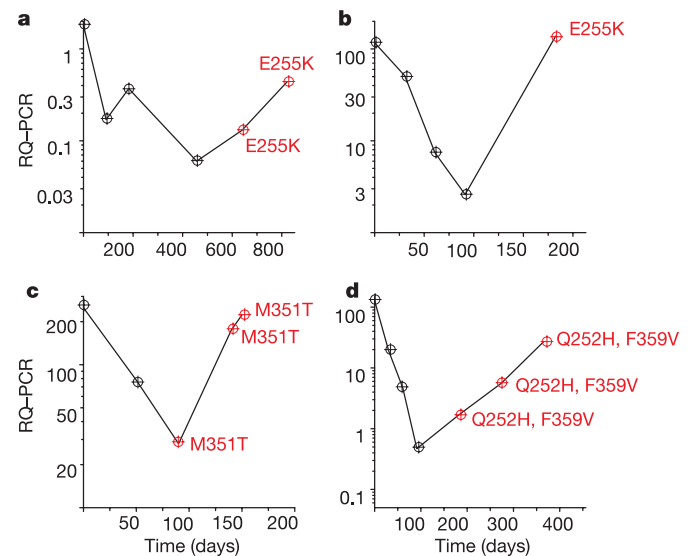 a
RQ–PCR
1
0.3
0.1
0.03
E255K
E255K
200 400 600 800
b
100
30
10
3
E255K
50 100 150 200
c
RQ–PCR
200
100
50
20
M351T
M351T
M351T
50 100 150 200
Time (days)
d
100
10
1
0.1
Q252H, F359V
Q252H, F359V
Q252H, F359V
100 200 300 400
Time (days)